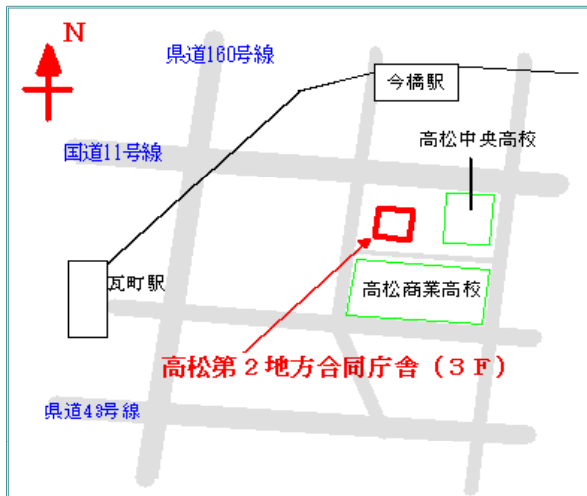 N
県道160号線
今橋駅
高松中央高校
国道11号線
瓦町駅
高松商業高校
高松第２地方合同庁舎（３Ｆ）
県道43号線